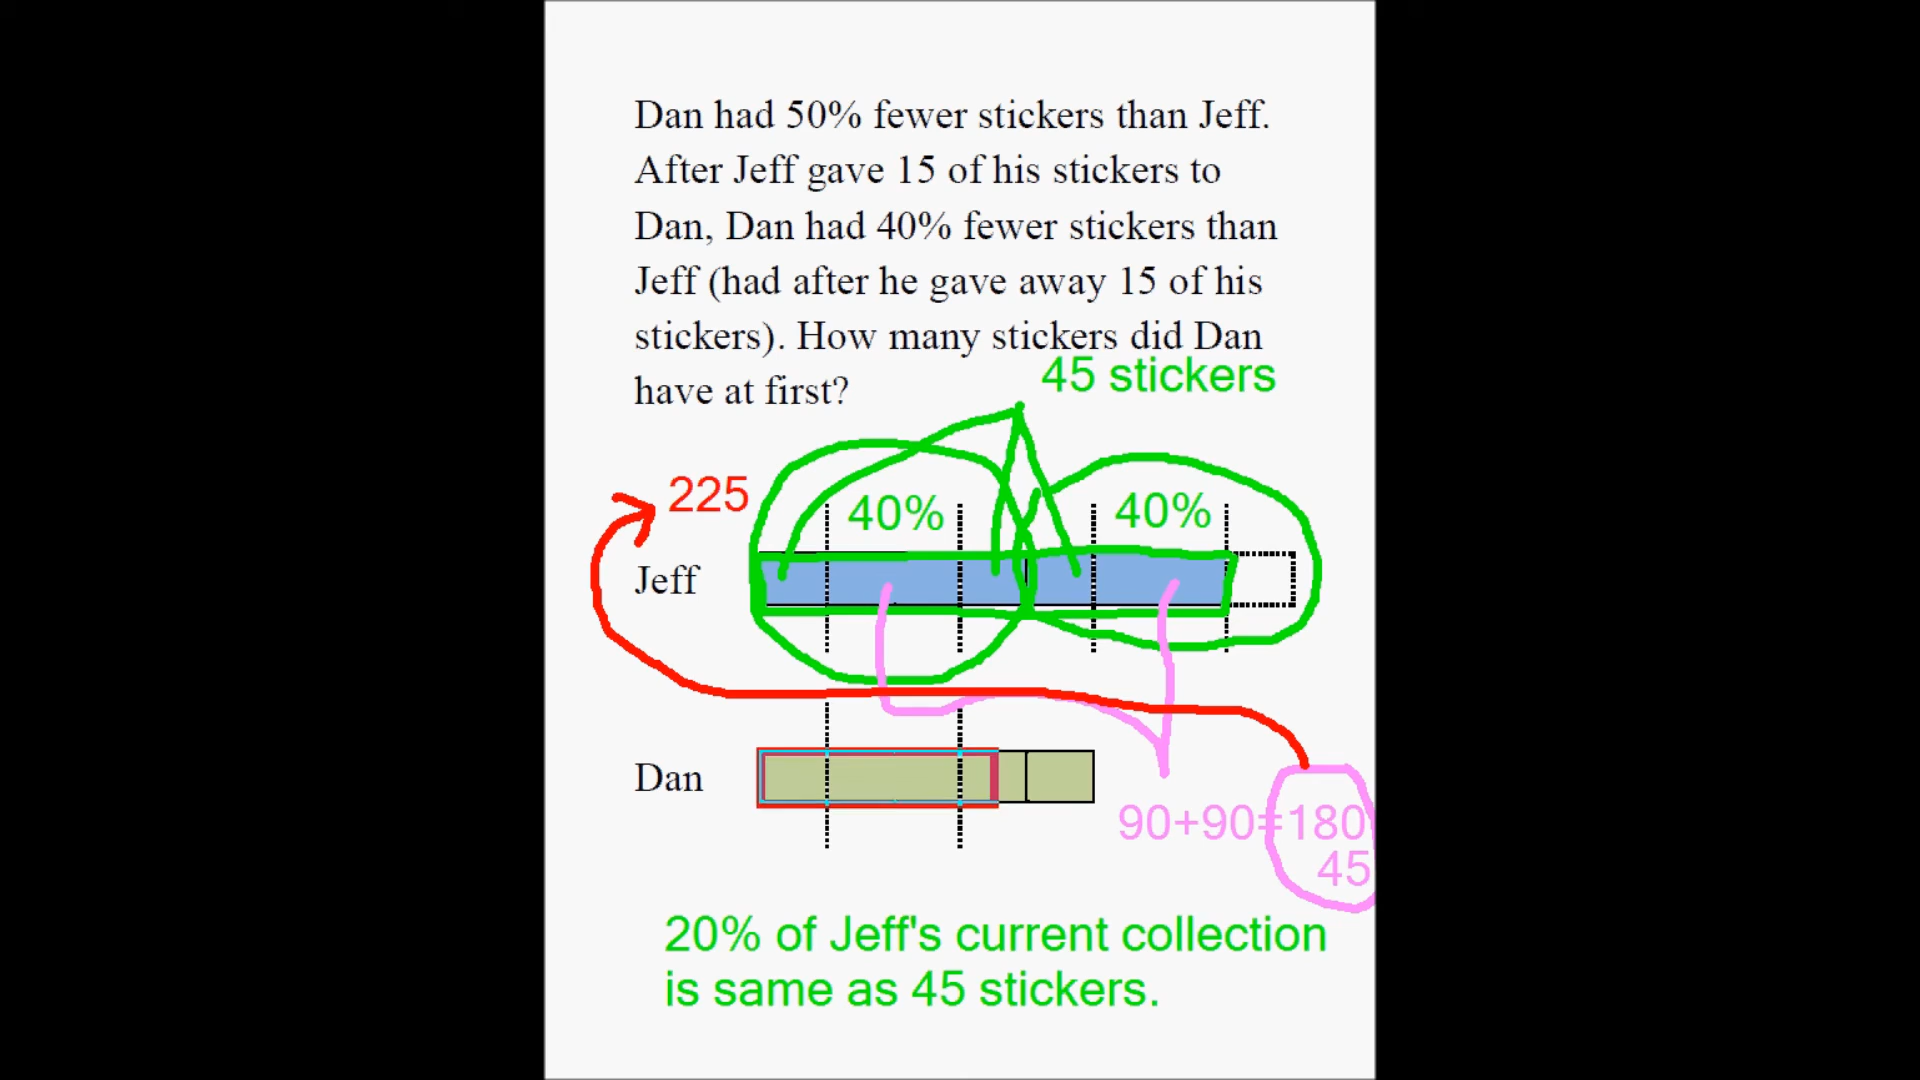 Dan had 50% fewer stickers than Jeff.
After Jeff gave 15 of his stickers to
Dan, Dan had 40% fewer stickers than
Jeff (had after he gave away 15 of his
stickers). How many stickers did Dan
have at first?
45 stickers
225
40%
40%
Jeff
Dan
90+90=180
45
20% of Jeff's current collection
is same as 45 stickers.